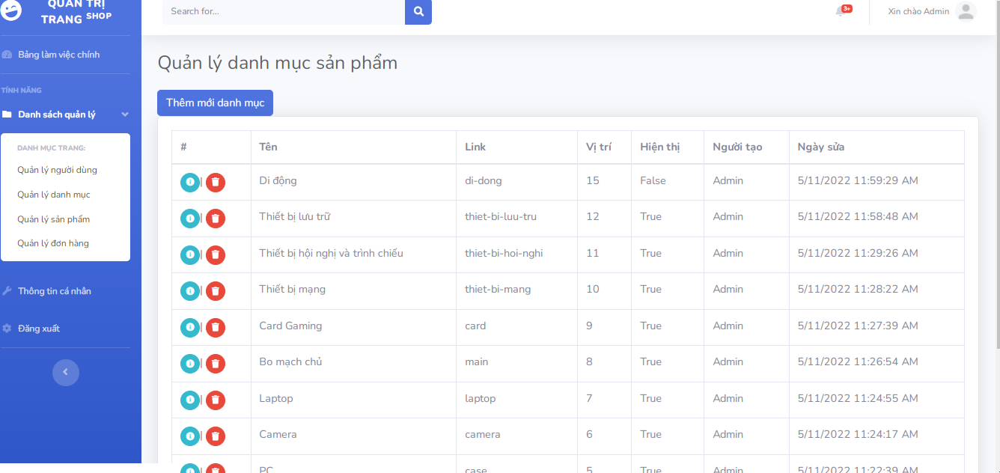 QUẢN TRỊ
TRANG SHOP
Search for...
3+
Xin chào Admin
Bảng làm việc chính
TÍNH NĂNG
Danh sách quản lý
DANH MỤC TRANG:
Quản lý người dùng
Quản lý danh mục
Quản lý sản phẩm
Quản lý đơn hàng
Thông tin cá nhân
Đăng xuất
Quản lý danh mục sản phẩm
Thêm mới danh mục
# Tên Link Vị trí Hiện thị Người tạo Ngày sửa
Di động di-dong 15 False Admin 5/11/2022 11:59:29 AM
Thiết bị lưu trữ thiet-bi-luu-tru 12 True Admin 5/11/2022 11:58:48 AM
Thiết bị hội nghị và trình chiếu thiet-bi-hoi-nghi 11 True Admin 5/11/2022 11:29:26 AM
Thiết bị mạng thiet-bi-mang 10 True Admin 5/11/2022 11:28:22 AM
Card Gaming card 9 True Admin 5/11/2022 11:27:39 AM
Bo mạch chủ main 8 True Admin 5/11/2022 11:26:54 AM
Laptop laptop 7 True Admin 5/11/2022 11:24:55 AM
Camera camera 6 True Admin 5/11/2022 11:24:17 AM
PC case 5 True Admin 5/11/2022 11:22:39 AM